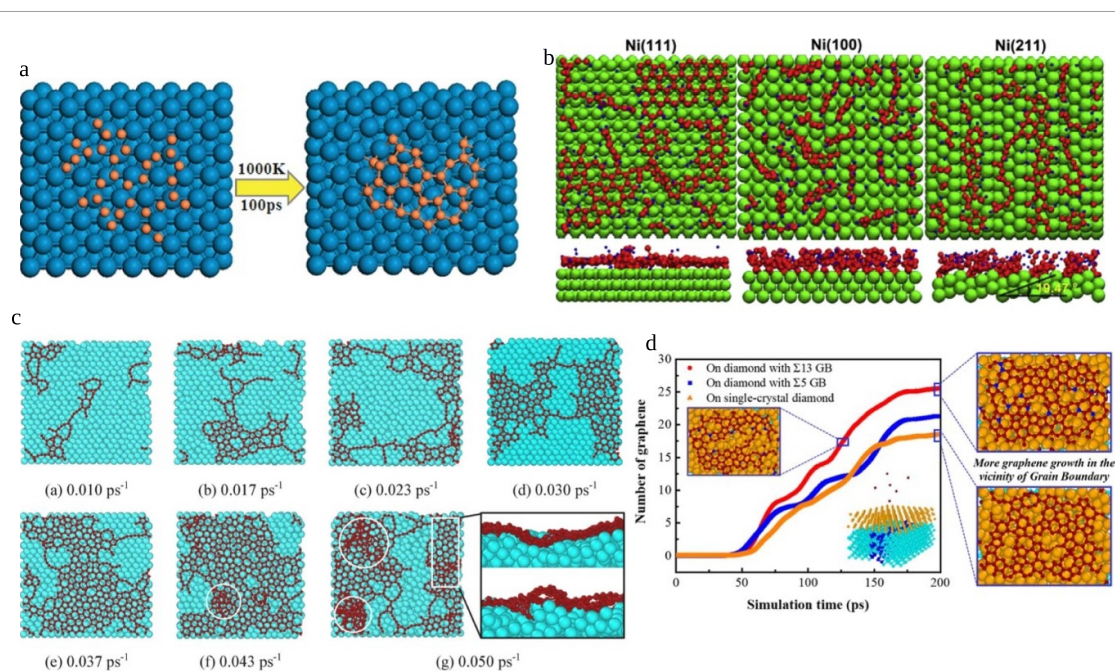 a
1000K
100ps
b
Ni(111)
Ni(100)
Ni(211)
19.47°
c
(a) 0.010 ps⁻¹
(b) 0.017 ps⁻¹
(c) 0.023 ps⁻¹
(d) 0.030 ps⁻¹
(e) 0.037 ps⁻¹
(f) 0.043 ps⁻¹
(g) 0.050 ps⁻¹
d
On diamond with Σ13 GB
On diamond with Σ5 GB
On single-crystal diamond
Number of graphene
30
25
20
15
10
5
0
0
50
75
100
125
150
175
200
Simulation time (ps)
More graphene growth in the
vicinity of Grain Boundary